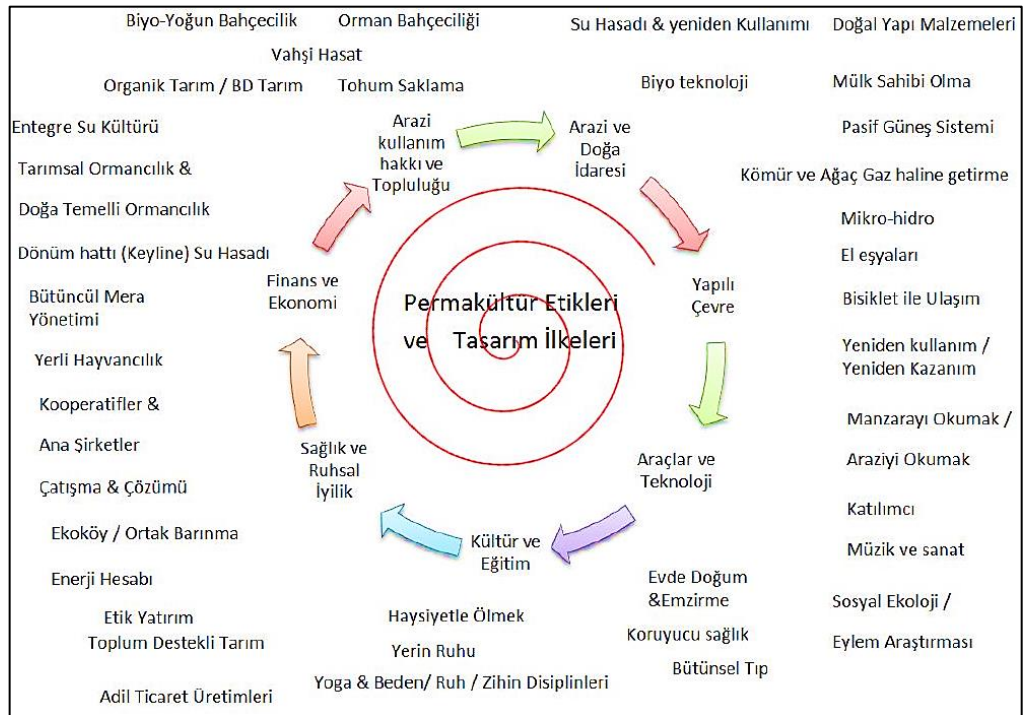 Biyo-Yoğun Bahçecilik
Orman Bahçeciliği
Su Hasadı & yeniden Kullanımı
Doğal Yapı Malzemeleri
Vahşi Hasat
Organik Tarım / BD Tarım
Tohum Saklama
Biyo teknoloji
Mülk Sahibi Olma
Entegre Su Kültürü
Arazi
kullanım
hakkı ve
Topluluğu
Arazi ve
Doğa
İdaresi
Pasif Güneş Sistemi
Tarımsal Ormancılık &
Kömür ve Ağaç Gaz haline getirme
Doğa Temelli Ormancılık
Mikro-hidro
Dönüm hattı (Keyline) Su Hasadı
El eşyaları
Finans ve
Ekonomi
Permakültür Etikleri
ve Tasarım İlkeleri
Yapılı
Çevre
Bütüncül Mera
Yönetimi
Bisiklet ile Ulaşım
Yerli Hayvancılık
Yeniden kullanım /
Yeniden Kazanım
Kooperatifler &
Manzarayı Okumak /
Ana Şirketler
Sağlık ve
Ruhsal
İyilik
Araçlar ve
Teknoloji
Araziyi Okumak
Çatışma & Çözümü
Katılımcı
Ekoköy / Ortak Barınma
Kültür ve
Eğitim
Müzik ve sanat
Enerji Hesabı
Evde Doğum
&Emzirme
Sosyal Ekoloji /
Etik Yatırım
Toplum Destekli Tarım
Haysiyetle Ölmek
Koruyucu sağlık
Eylem Araştırması
Yerin Ruhu
Bütünsel Tıp
Yoga & Beden/ Ruh / Zihin Disiplinleri
Adil Ticaret Üretimleri